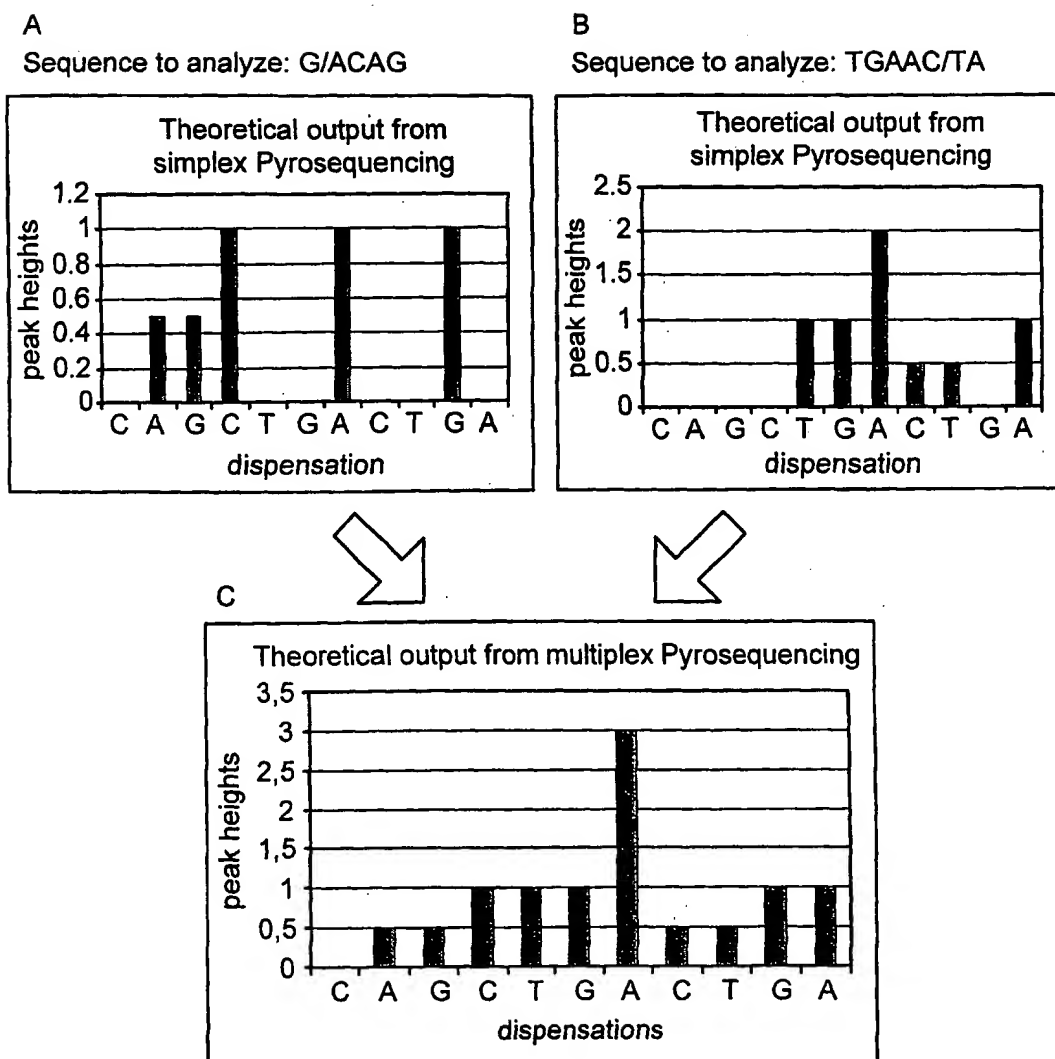 A
Sequence to analyze: G/ACAG
Theoretical output from
simplex Pyrosequencing
peak heights
1.2
1
0.8
0.6
0.4
0.2
0
C A G C T G A C T G A
dispensation
B
Sequence to analyze: TGAAC/TA
Theoretical output from
simplex Pyrosequencing
peak heights
2.5
2
1.5
1
0.5
0
C A G C T G A C T G A
dispensation
C
Theoretical output from multiplex Pyrosequencing
peak heights
3,5
3
2,5
2
1,5
1
0,5
0
C A G C T G A C T G A
dispensations